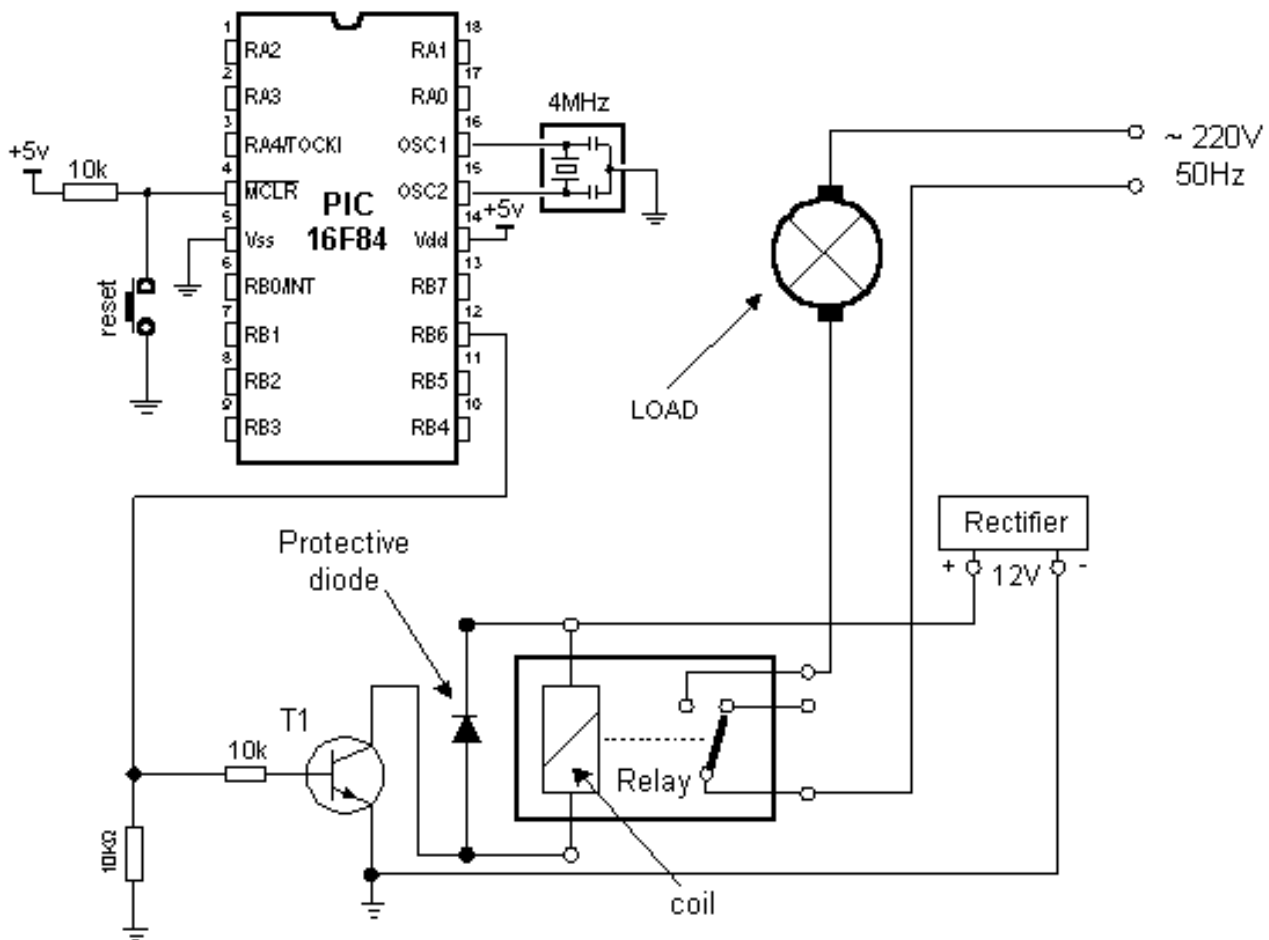 1
RA2
2
RA3
3
RA4/TOCKI
4
MCLR
5
Vss
6
RB0/INT
7
RB1
8
RB2
9
RB3
PIC
16F84
18
RA1
17
RA0
16
OSC1
15
OSC2
14
Vdd
13
RB7
12
RB6
11
RB5
10
RB4
+5v
10k
reset
4MHz
+5v
~ 220V
50Hz
LOAD
Rectifier
+ 12V -
Protective
diode
T1
10k
10KΩ
Relay
coil